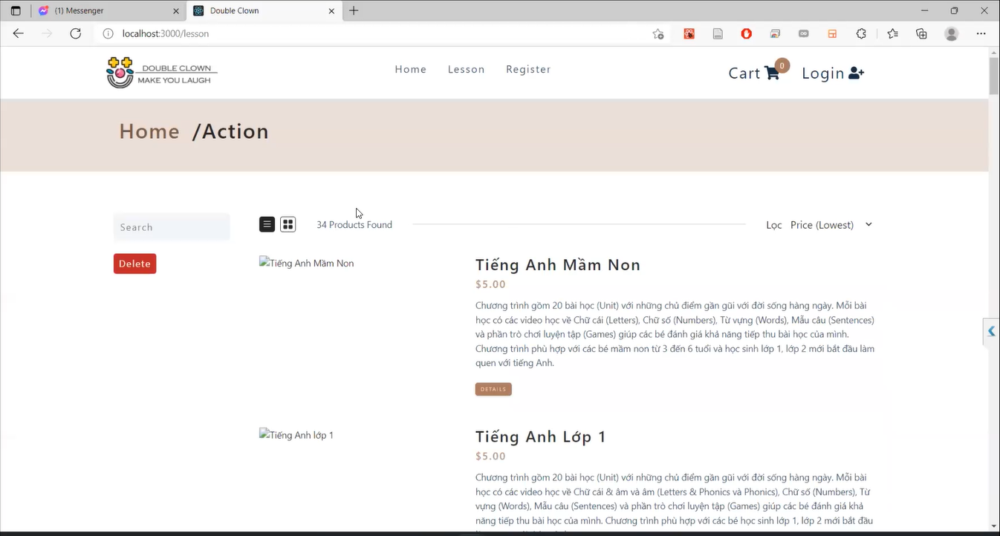 (1) Messenger
Double Clown
localhost:3000/lesson
DOUBLE CLOWN
MAKE YOU LAUGH
Home
Lesson
Register
Cart
0
Login
Home /Action
Search
34 Products Found
Lọc
Price (Lowest)
Delete
Tiếng Anh Mầm Non
Tiếng Anh Mầm Non
$5.00
Chương trình gồm 20 bài học (Unit) với những chủ điểm gần gũi với đời sống hàng ngày. Mỗi bài
học có các video học về Chữ cái (Letters), Chữ số (Numbers), Từ vựng (Words), Mẫu câu (Sentences)
và phần trò chơi luyện tập (Games) giúp các bé đánh giá khả năng tiếp thu bài học của mình.
Chương trình phù hợp với các bé mầm non từ 3 đến 6 tuổi và học sinh lớp 1, lớp 2 mới bắt đầu làm
quen với tiếng Anh.
DETAILS
Tiếng Anh lớp 1
Tiếng Anh Lớp 1
$5.00
Chương trình gồm 20 bài học (Unit) với những chủ điểm gần gũi với đời sống hàng ngày. Mỗi bài
học có các video học về Chữ cái & âm và âm (Letters & Phonics và Phonics), Chữ số (Numbers), Từ
vựng (Words), Mẫu câu (Sentences) và phần trò chơi luyện tập (Games) giúp các bé đánh giá khả
năng tiếp thu bài học của mình. Chương trình phù hợp với các bé học sinh lớp 1, lớp 2 mới bắt đầu